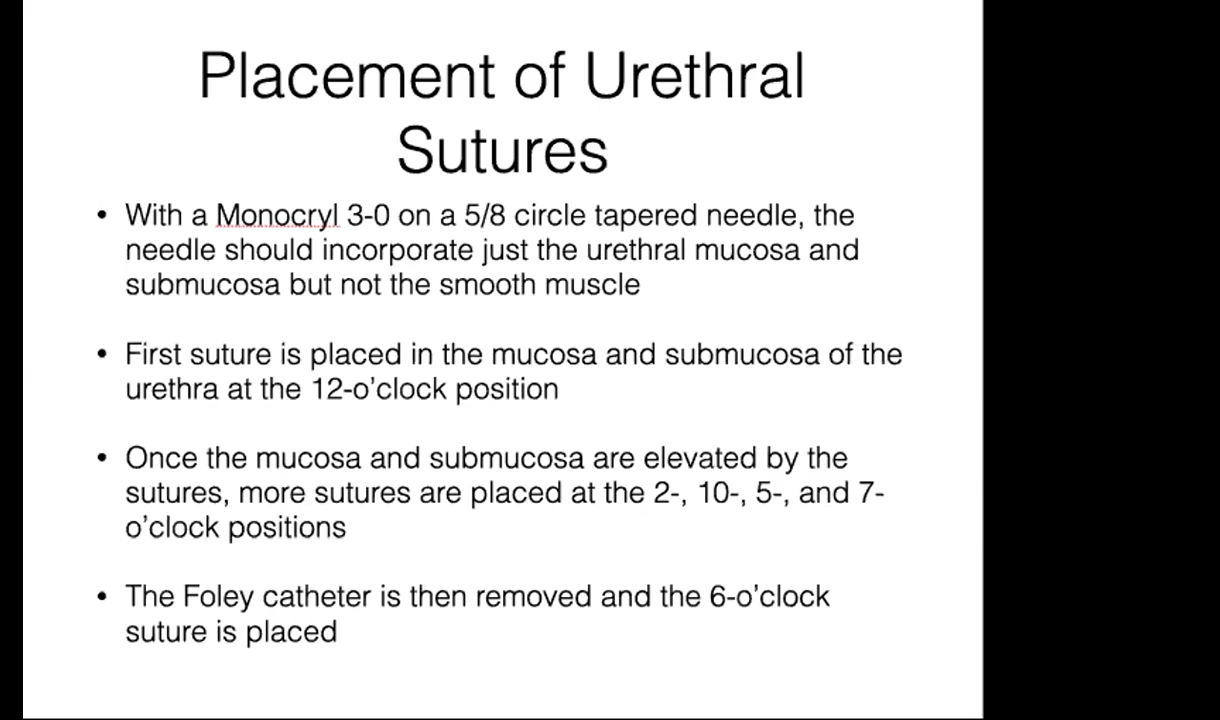 Placement of Urethral
Sutures
• With a Monocryl 3-0 on a 5/8 circle tapered needle, the
needle should incorporate just the urethral mucosa and
submucosa but not the smooth muscle
• First suture is placed in the mucosa and submucosa of the
urethra at the 12-o’clock position
• Once the mucosa and submucosa are elevated by the
sutures, more sutures are placed at the 2-, 10-, 5-, and 7-
o’clock positions
• The Foley catheter is then removed and the 6-o’clock
suture is placed